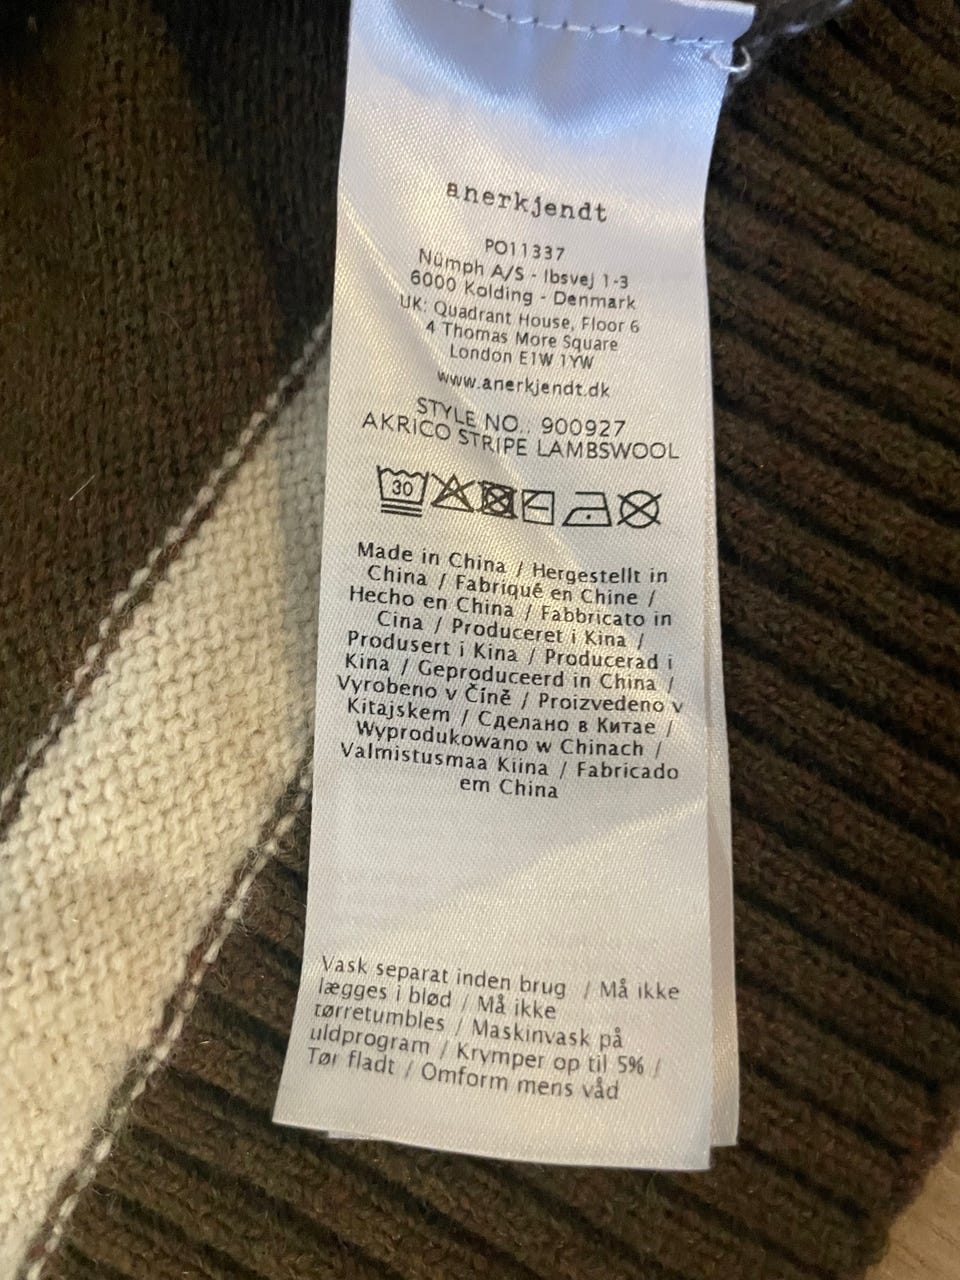 anerkjendt
PO11337
Nümph A/S - Ibsvej 1-3
6000 Kolding - Denmark
UK: Quadrant House, Floor 6
4 Thomas More Square
London E1W 1YW
www.anerkjendt.dk
STYLE NO.: 900927
AKRICO STRIPE LAMBSWOOL
30
Made in China / Hergestellt in
China / Fabriqué en Chine /
Hecho en China / Fabbricato in
Cina / Produceret i Kina /
Produsert i Kina / Producerad i
Kina / Geproduceerd in China /
Vyrobeno v Číně / Proizvedeno v
Kitajskem / Сделано в Китае /
Wyprodukowano w Chinach /
Valmistusmaa Kiina / Fabricado
em China
Vask separat inden brug / Må ikke
lægges i blød / Må ikke
tørretumbles / Maskinvask på
uldprogram / Krymper op til 5% /
Tør fladt / Omform mens våd